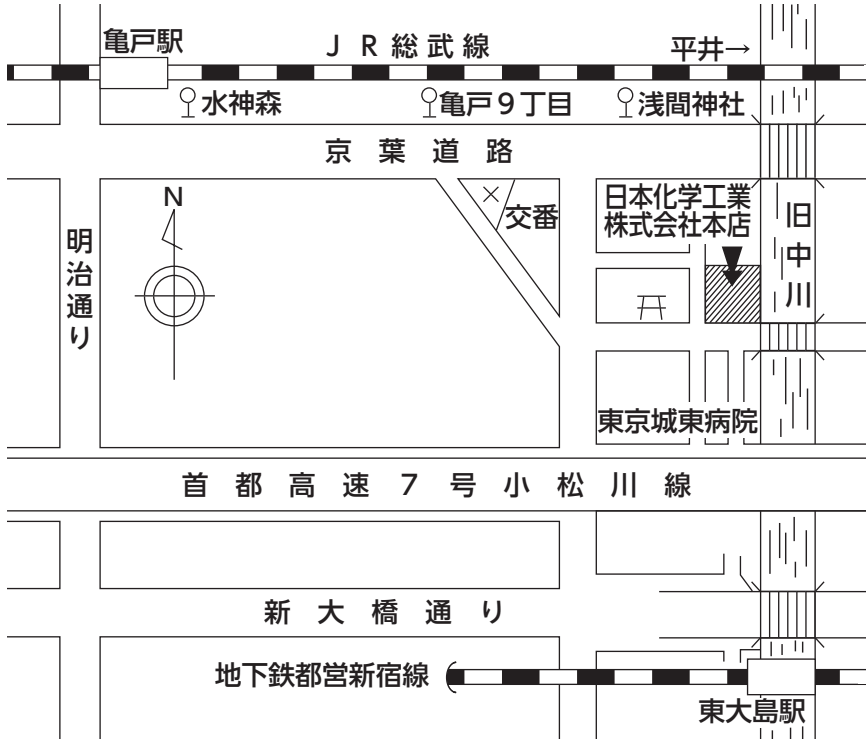 亀戸駅
JR総武線
平井→
水神森
亀戸9丁目
浅間神社
京葉道路
N
交番
日本化学工業
株式会社本店
旧中川
明治通り
東京城東病院
首都高速7号小松川線
新大橋通り
地下鉄都営新宿線
東大島駅